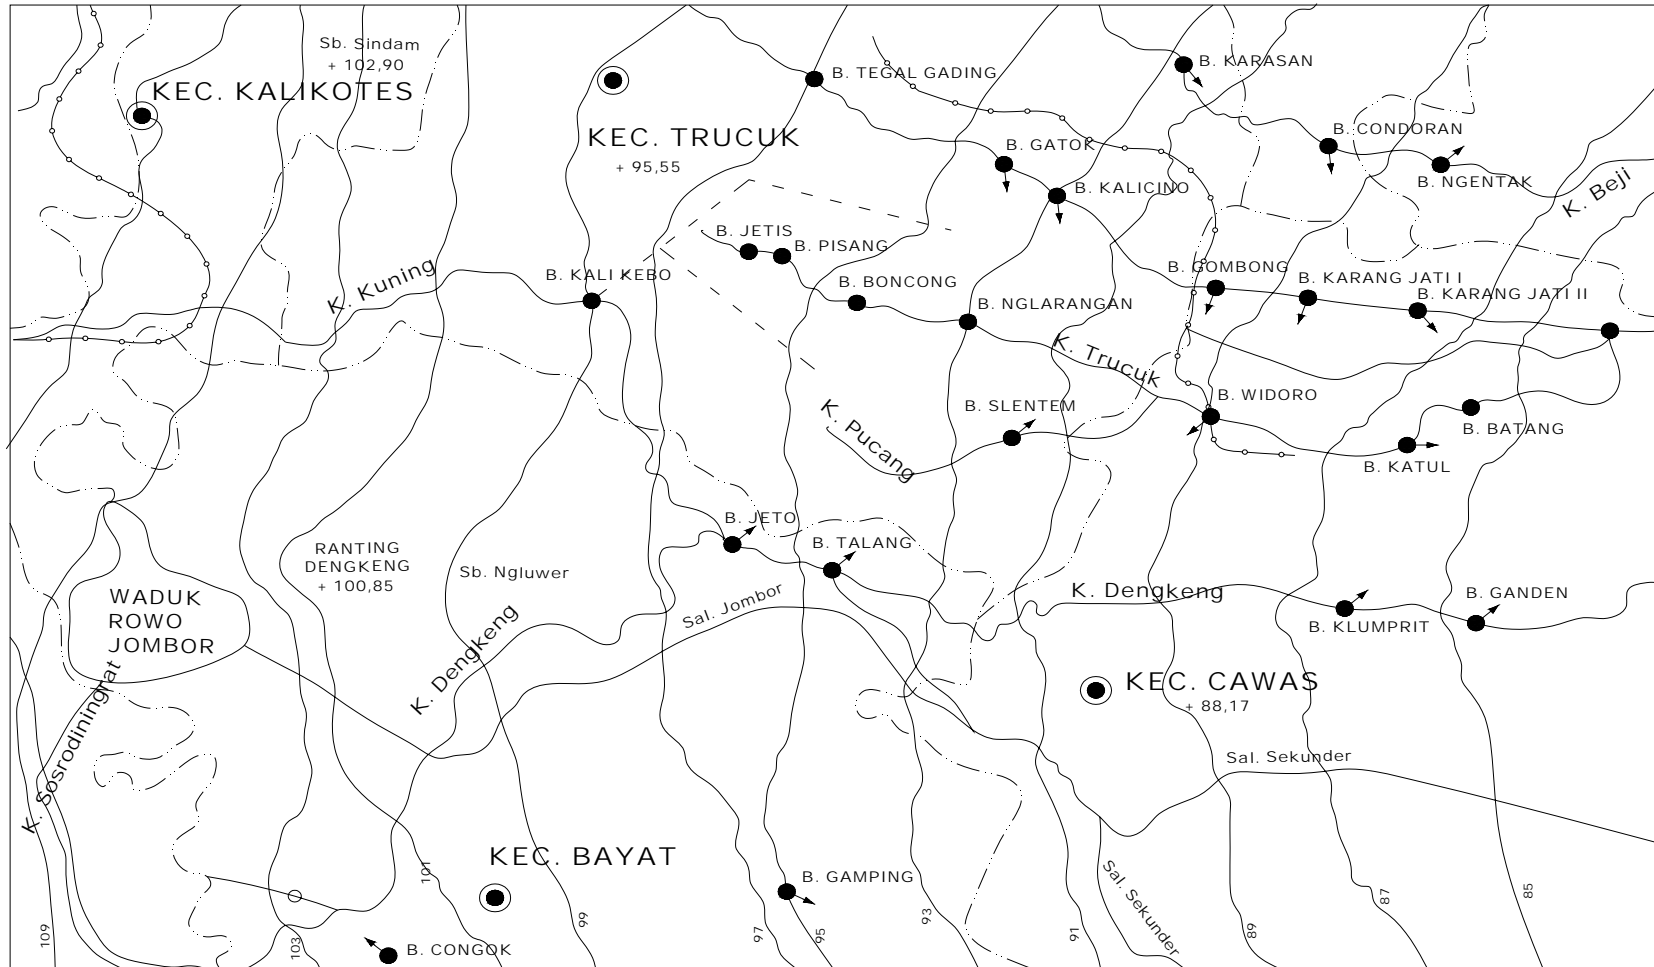 Sb. Sindam
+ 102,90
KEC. KALIKOTES
KEC. TRUCUK
+ 95,55
B. TEGAL GADING
B. KARASAN
B. CONDORAN
B. NGENTAK
K. Beji
B. GATOK
B. KALICINO
B. JETIS
B. PISANG
B. KALI KEBO
K. Kuning
B. BONCONG
B. NGLARANGAN
B. GOMBONG
B. KARANG JATI I
B. KARANG JATI II
K. Trucuk
B. WIDORO
B. SLENTEM
K. Pucang
B. BATANG
B. KATUL
B. JETO
B. TALANG
RANTING
DENGKENG
+ 100,85
Sb. Ngluwer
Sal. Jombor
K. Dengkeng
B. KLUMPRIT
B. GANDEN
WADUK
ROWO
JOMBOR
K. Dengkeng
K. Sosrodiningrat
KEC. CAWAS
+ 88,17
Sal. Sekunder
KEC. BAYAT
B. GAMPING
Sal. Sekunder
B. CONGOK
109
103
101
99
97
95
93
91
89
87
85